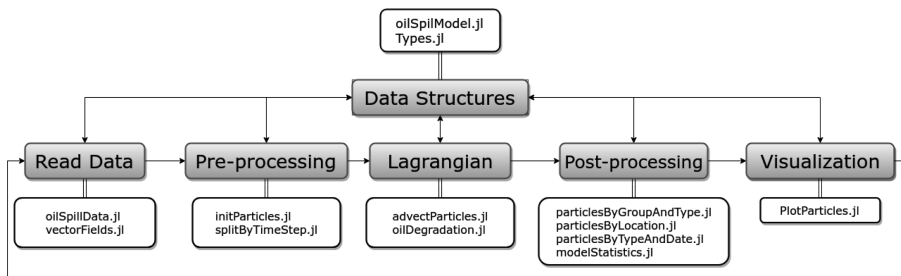 oilSpilModel.jl
Types.jl
Data Structures
Read Data
Pre-processing
Lagrangian
Post-processing
Visualization
oilSpillData.jl
vectorFields.jl
initParticles.jl
splitByTimeStep.jl
advectParticles.jl
oilDegradation.jl
particlesByGroupAndType.jl
particlesByLocation.jl
particlesByTypeAndDate.jl
modelStatistics.jl
PlotParticles.jl